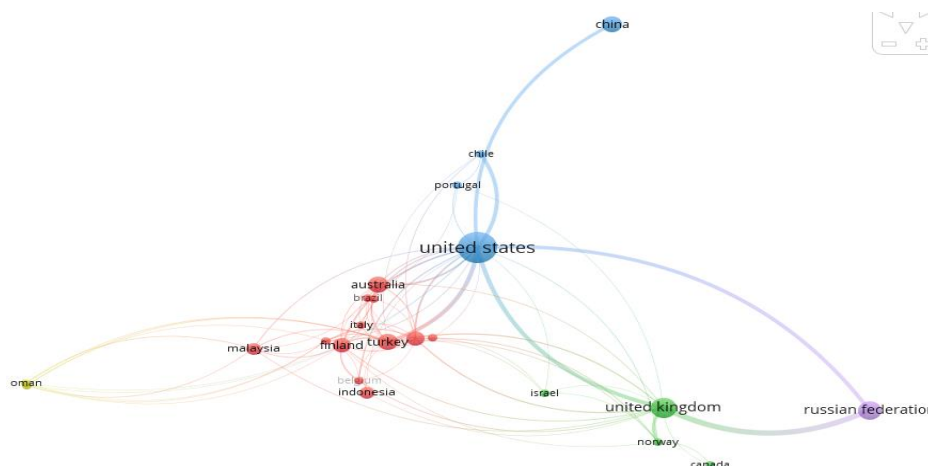 china
chile
portugal
united states
australia
brazil
italy
malaysia
finland
turkey
oman
belgium
indonesia
israel
united kingdom
russian federation
norway
canada